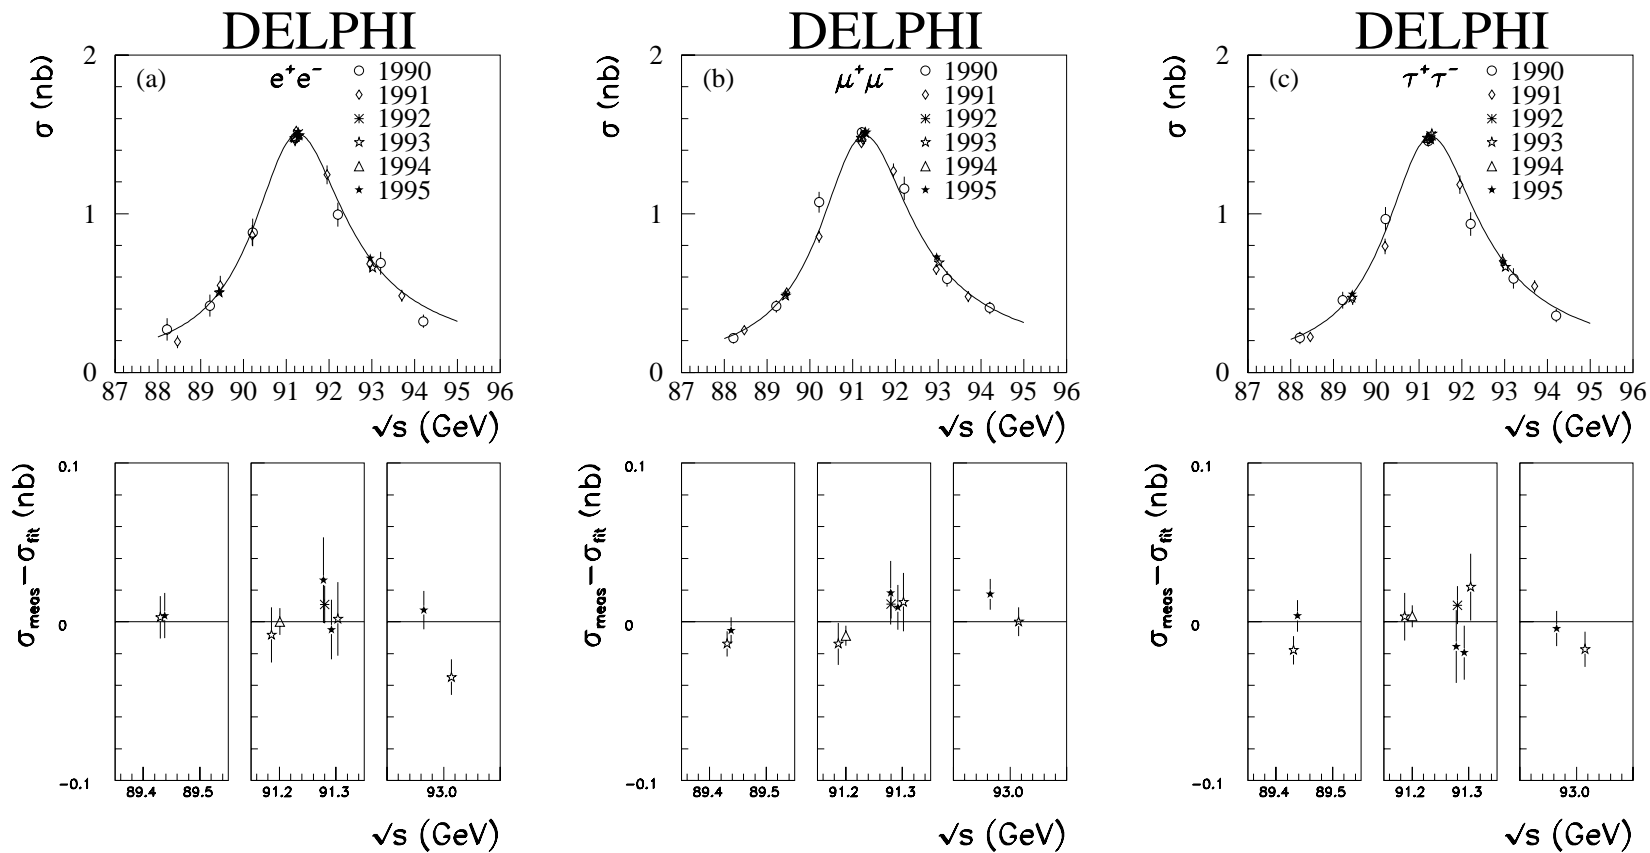 DELPHI DELPHI DELPHI
2 2 2
σ (nb) (a) e⁺e⁻ 1990 σ (nb) (b) μ⁺μ⁻ 1990 σ (nb) (c) τ⁺τ⁻ 1990
1991 1991 1991
1992 1992 1992
1993 1993 1993
1994 1994 1994
1995 1995 1995
1 1 1
0 0 0
87 88 89 90 91 92 93 94 95 96 87 88 89 90 91 92 93 94 95 96 87 88 89 90 91 92 93 94 95 96
√s (GeV) √s (GeV) √s (GeV)
0.1 0.1 0.1
σmeas−σfit (nb) σmeas−σfit (nb) σmeas−σfit (nb)
0 0 0
−0.1 −0.1 −0.1
89.4 89.5 91.2 91.3 93.0 89.4 89.5 91.2 91.3 93.0 89.4 89.5 91.2 91.3 93.0
√s (GeV) √s (GeV) √s (GeV)